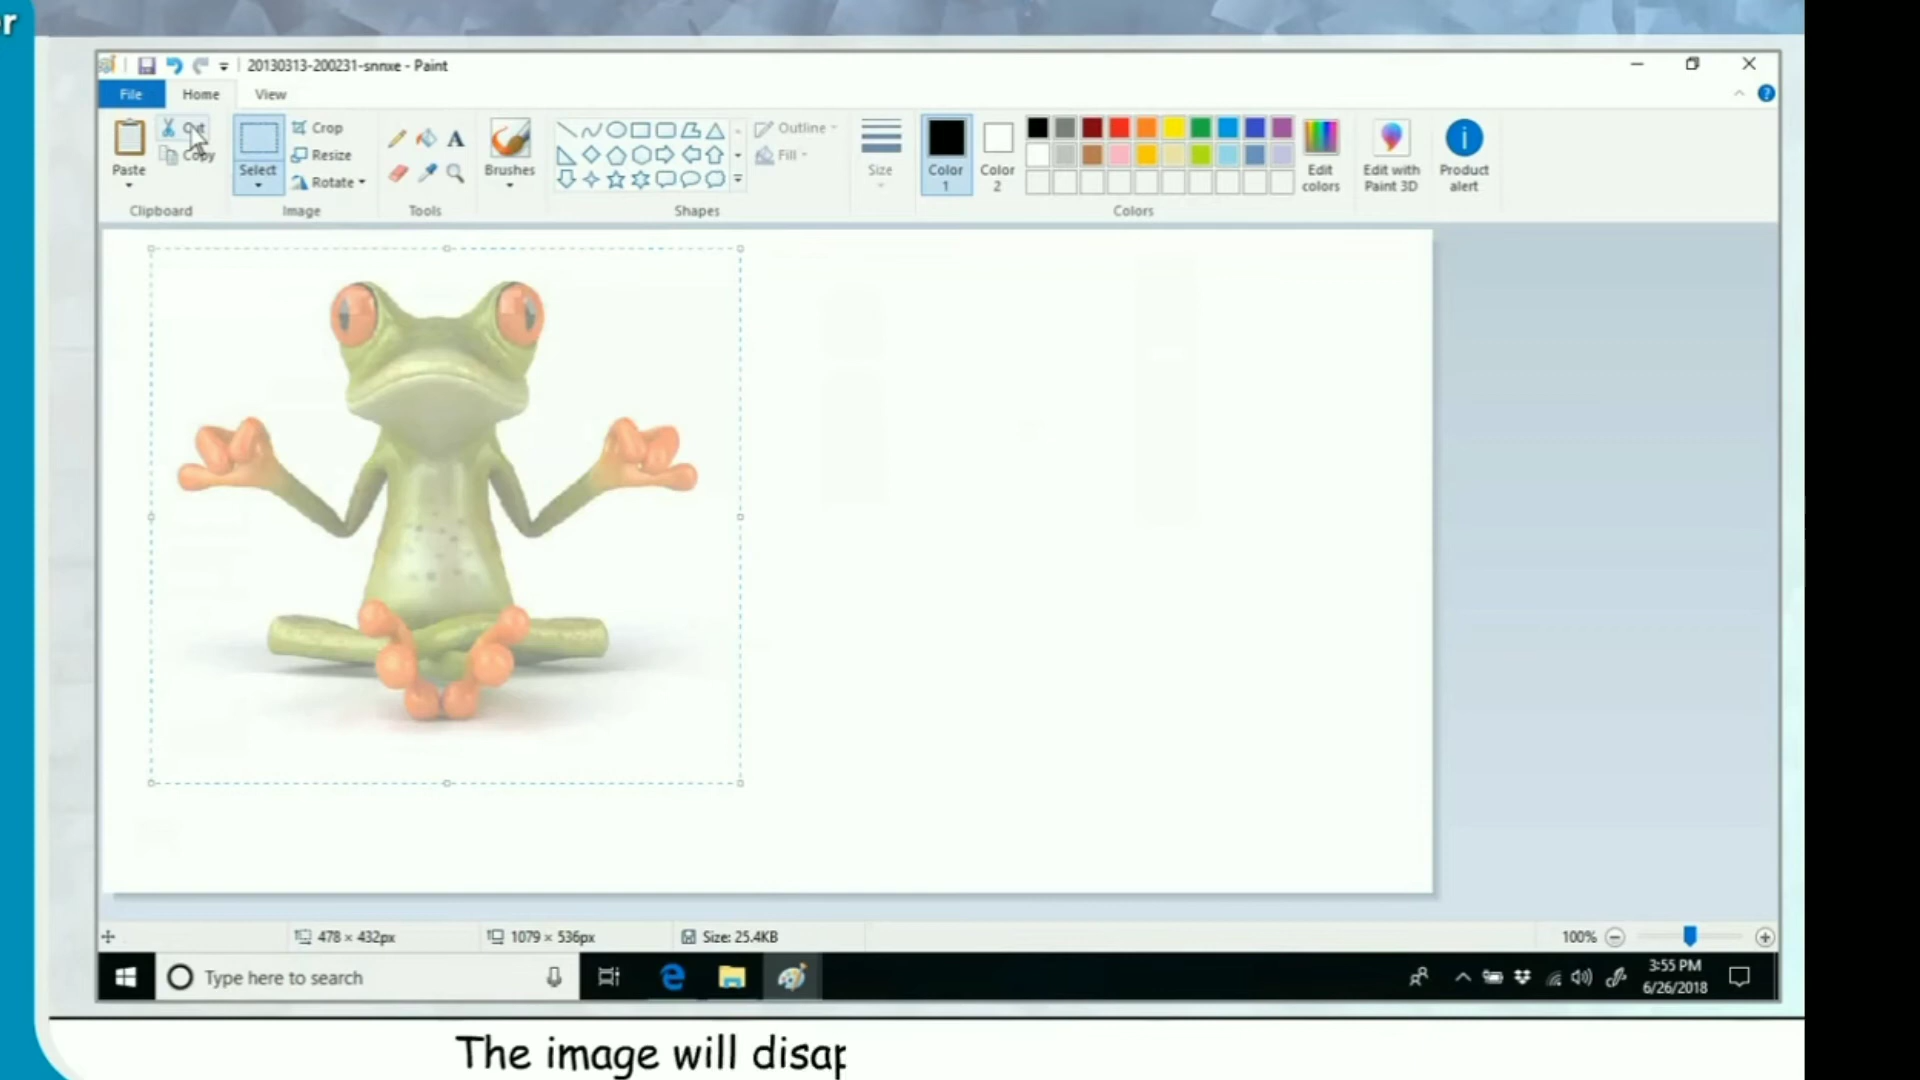 or
20130313-200231-snnxe - Paint
File Home View
Paste
Cut
Copy
Clipboard
Select
Crop
Resize
Rotate
Image
A
Tools
Brushes
Outline
Fill
Shapes
Size
Color 1
Color 2
Edit colors
Colors
Edit with Paint 3D
Product alert
478 × 432px
1079 × 536px
Size: 25.4KB
100%
Type here to search
3:55 PM
6/26/2018
The image will disap